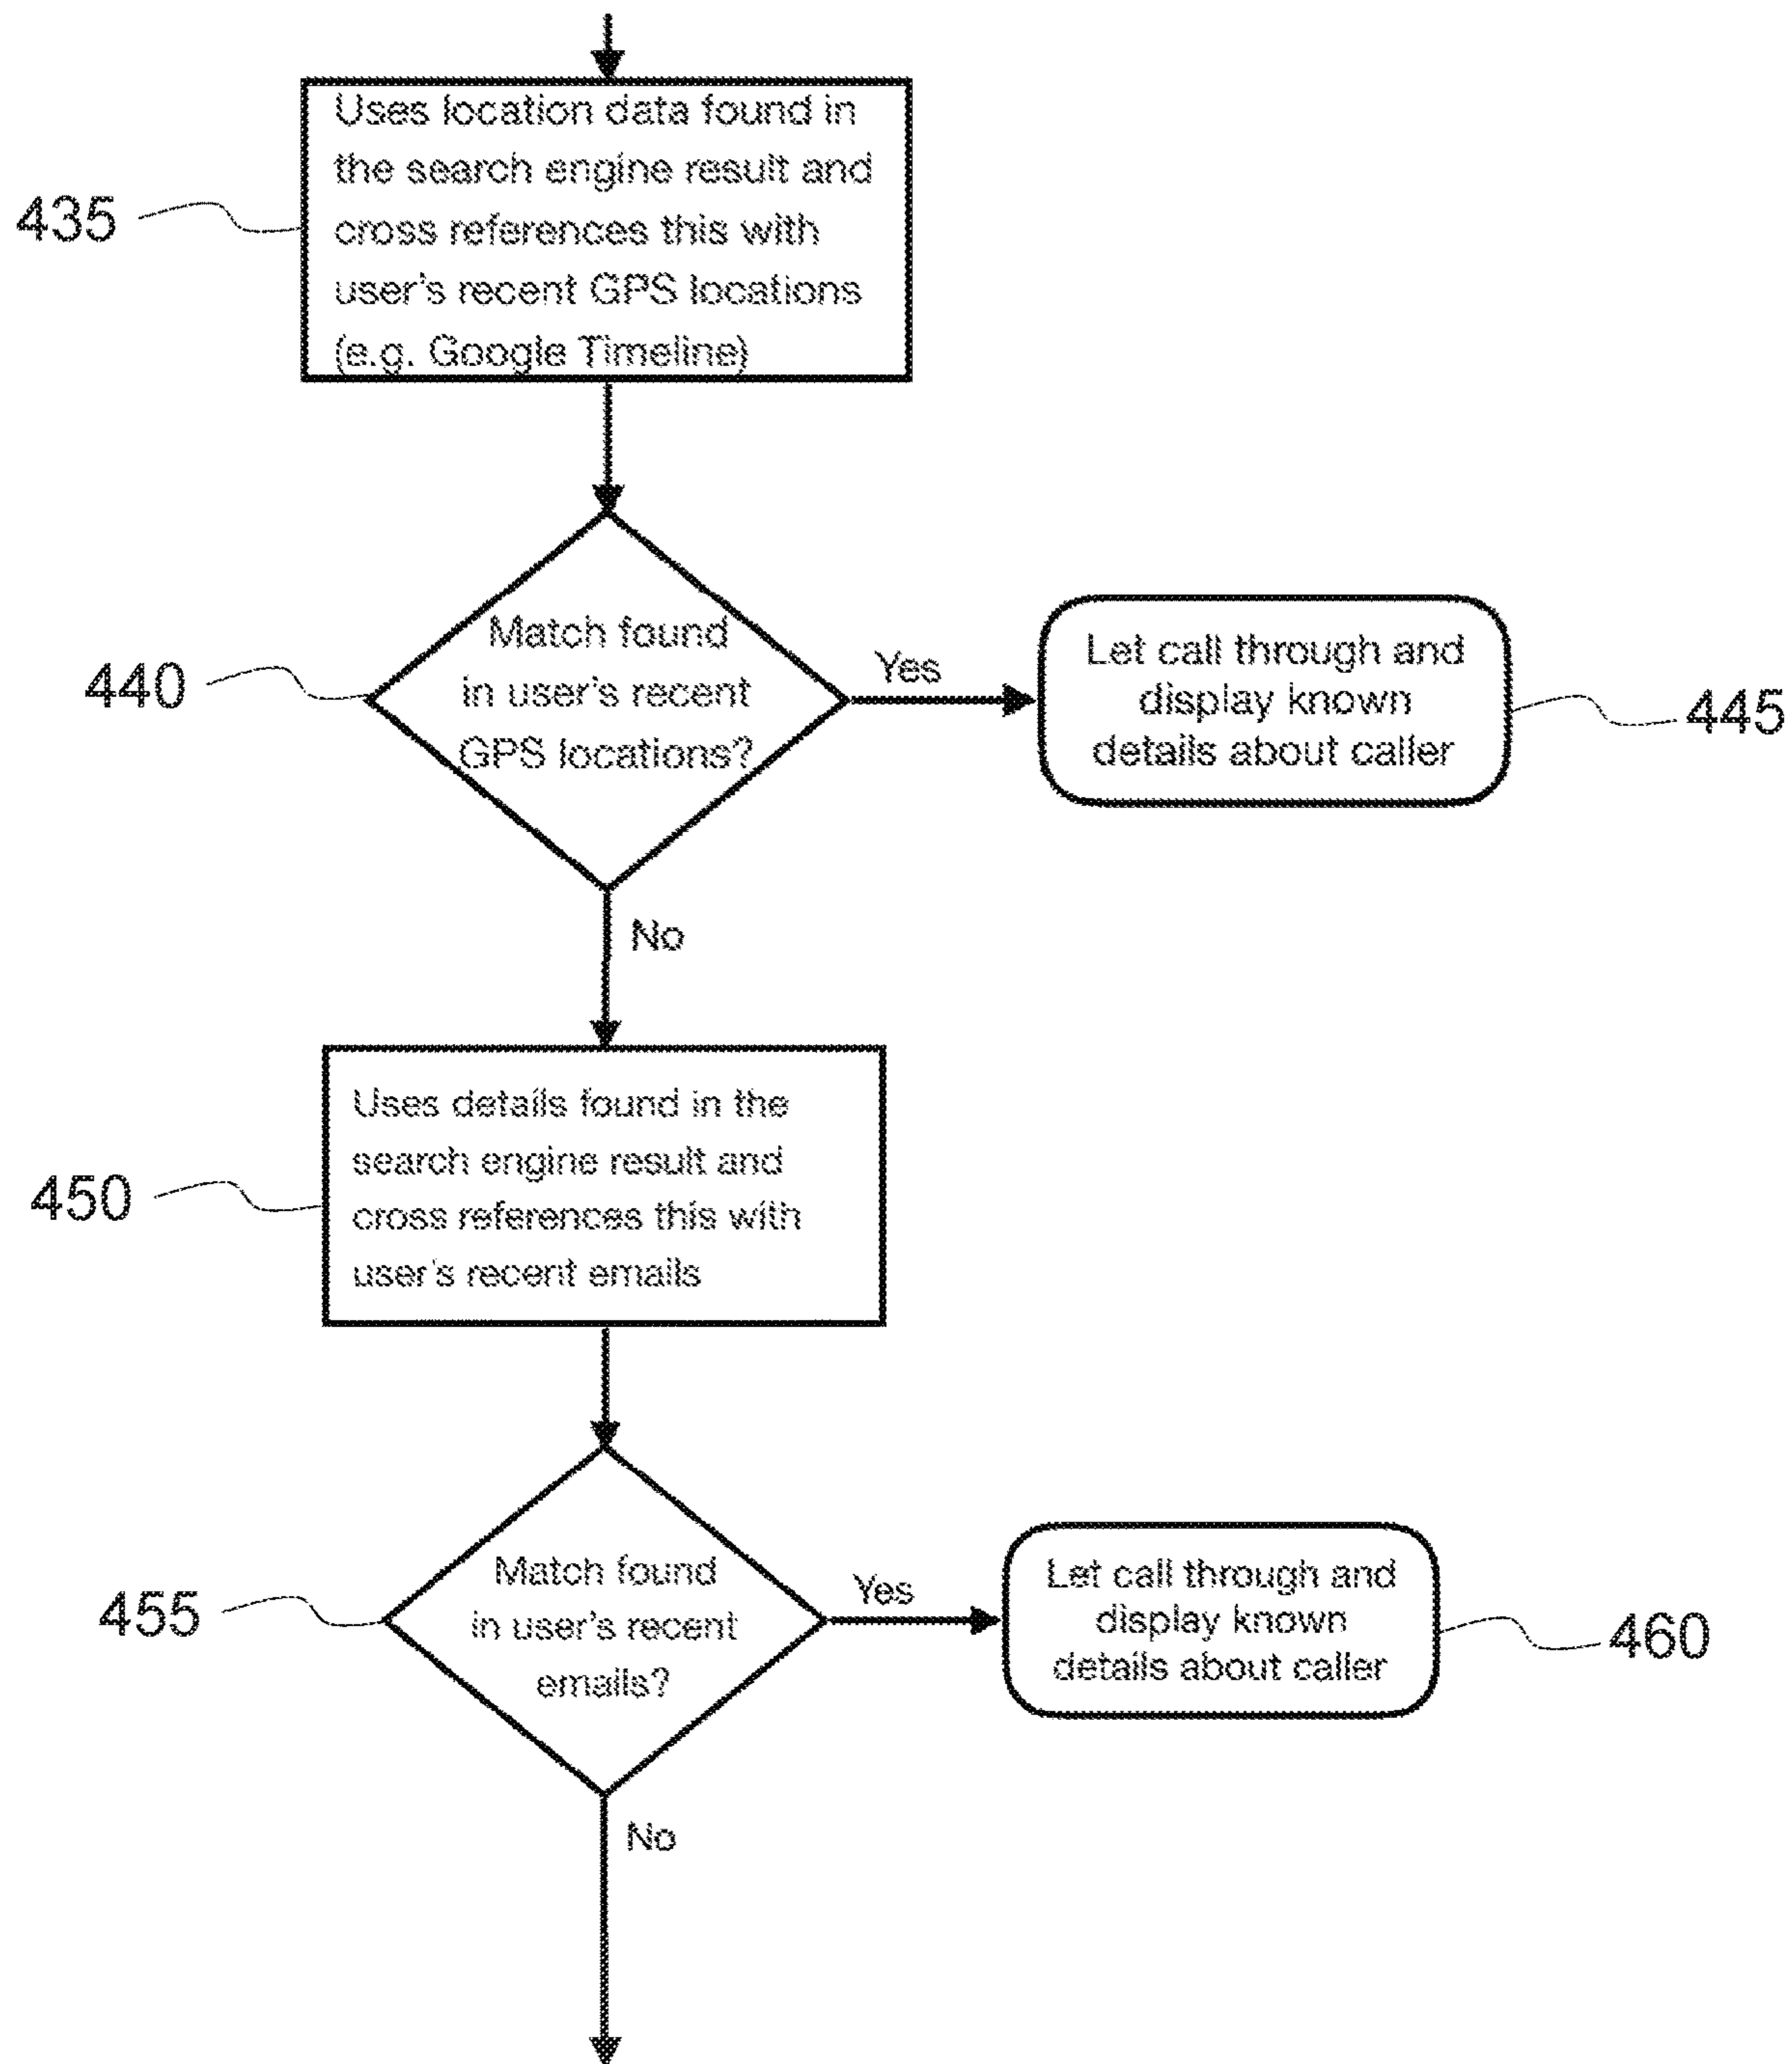 Uses location data found in
the search engine result and
cross references this with
user's recent GPS locations
(e.g. Google Timeline)
435
Match found
in user's recent
GPS locations?
440
Yes
Let call through and
display known
details about caller
445
No
Uses details found in the
search engine result and
cross references this with
user's recent emails
450
Match found
in user's recent
emails?
455
Yes
Let call through and
display known
details about caller
460
No